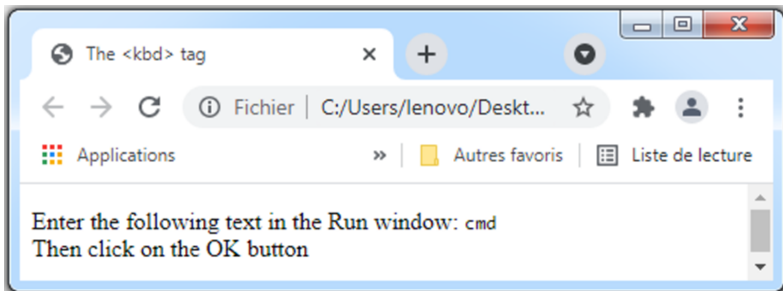 The <kbd> tag
Fichier C:/Users/lenovo/Deskt...
Applications » Autres favoris Liste de lecture
Enter the following text in the Run window: cmd
Then click on the OK button